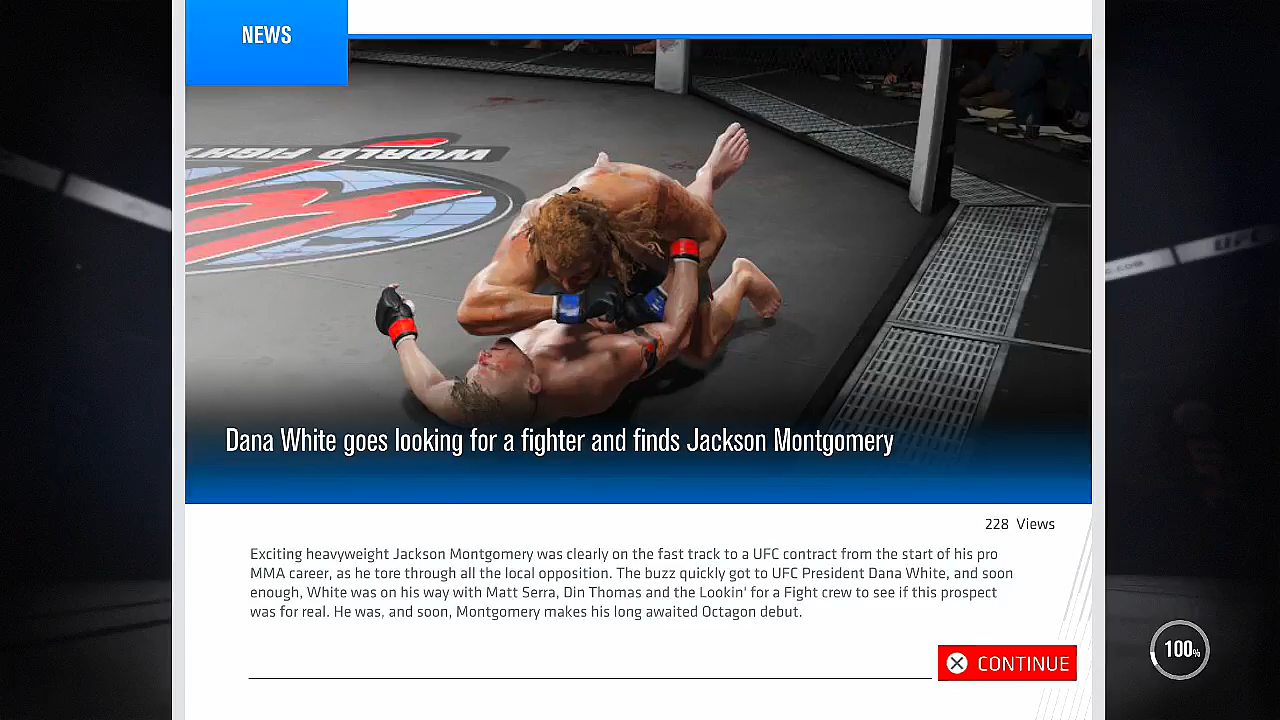 NEWS
WORLD FIGHT
UFC
.COM
Dana White goes looking for a fighter and finds Jackson Montgomery
228 Views
Exciting heavyweight Jackson Montgomery was clearly on the fast track to a UFC contract from the start of his pro
MMA career, as he tore through all the local opposition. The buzz quickly got to UFC President Dana White, and soon
enough, White was on his way with Matt Serra, Din Thomas and the Lookin' for a Fight crew to see if this prospect
was for real. He was, and soon, Montgomery makes his long awaited Octagon debut.
100%
CONTINUE